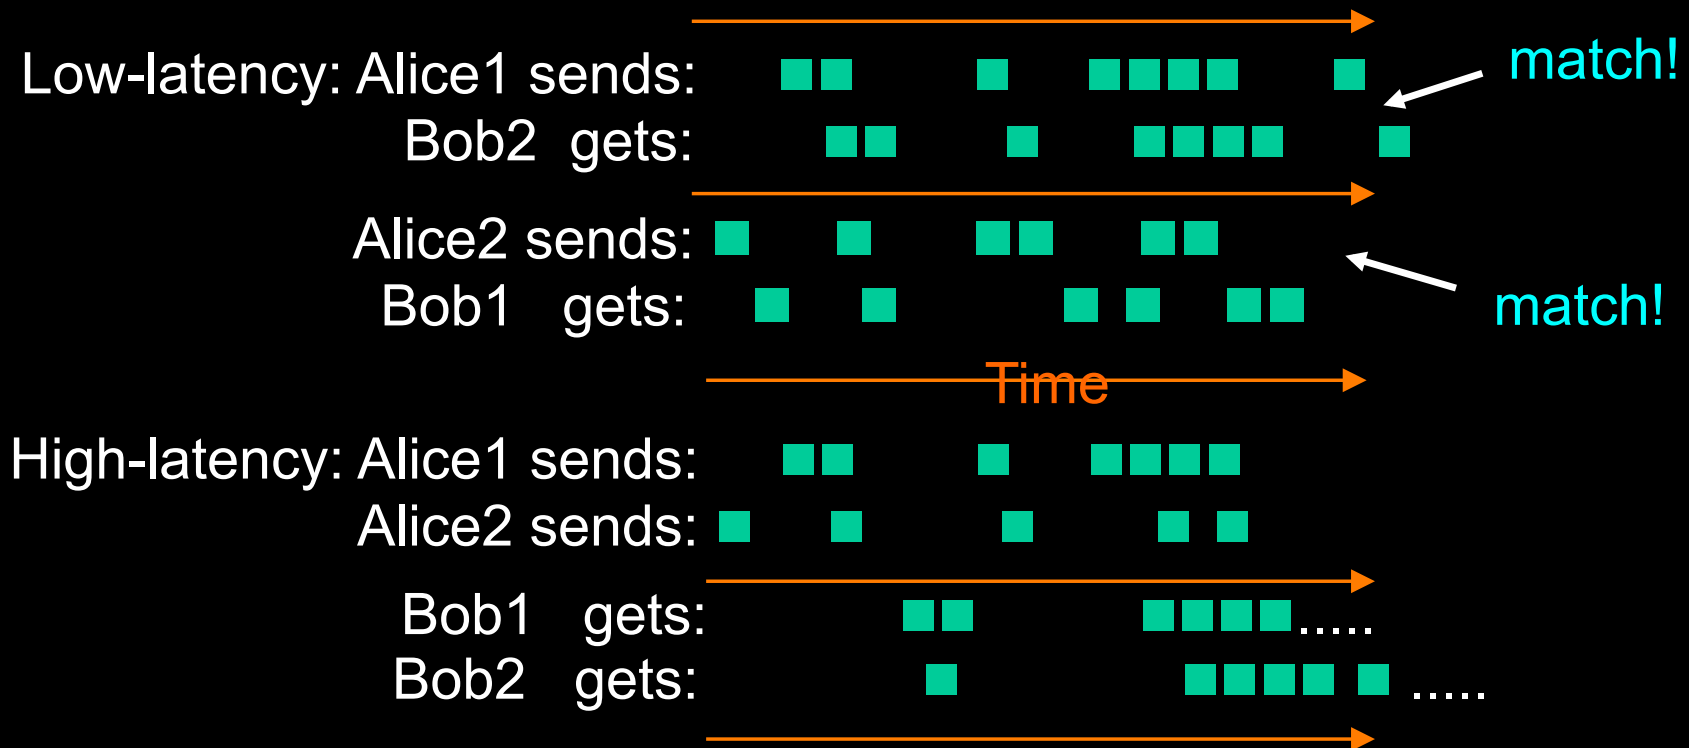 Low-latency: Alice1 sends: match!
Bob2 gets:
Alice2 sends:
Bob1 gets: match!
Time
High-latency: Alice1 sends:
Alice2 sends:
Bob1 gets: .....
Bob2 gets: .....